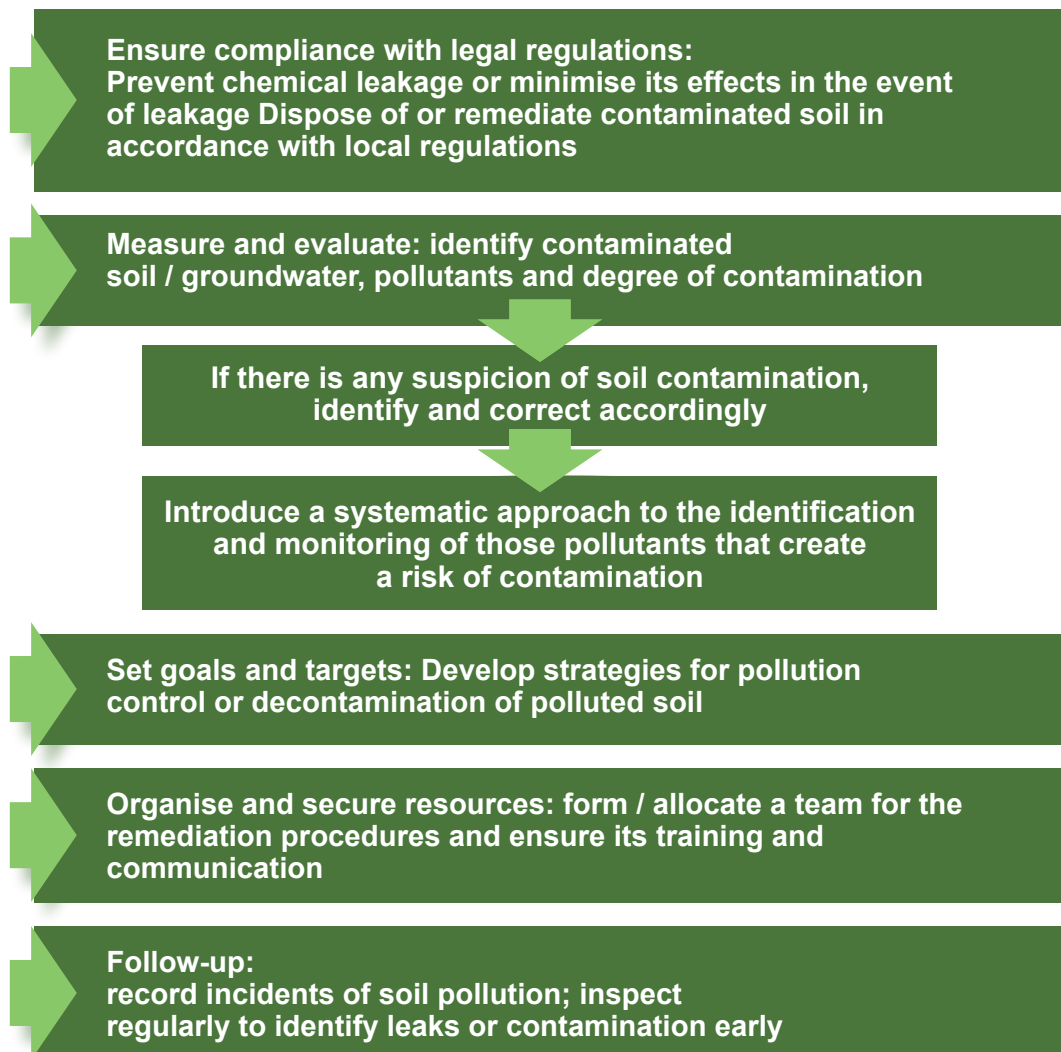 Ensure compliance with legal regulations:
Prevent chemical leakage or minimise its effects in the event
of leakage Dispose of or remediate contaminated soil in
accordance with local regulations
Measure and evaluate: identify contaminated
soil / groundwater, pollutants and degree of contamination
If there is any suspicion of soil contamination,
identify and correct accordingly
Introduce a systematic approach to the identification
and monitoring of those pollutants that create
a risk of contamination
Set goals and targets: Develop strategies for pollution
control or decontamination of polluted soil
Organise and secure resources: form / allocate a team for the
remediation procedures and ensure its training and
communication
Follow-up:
record incidents of soil pollution; inspect
regularly to identify leaks or contamination early